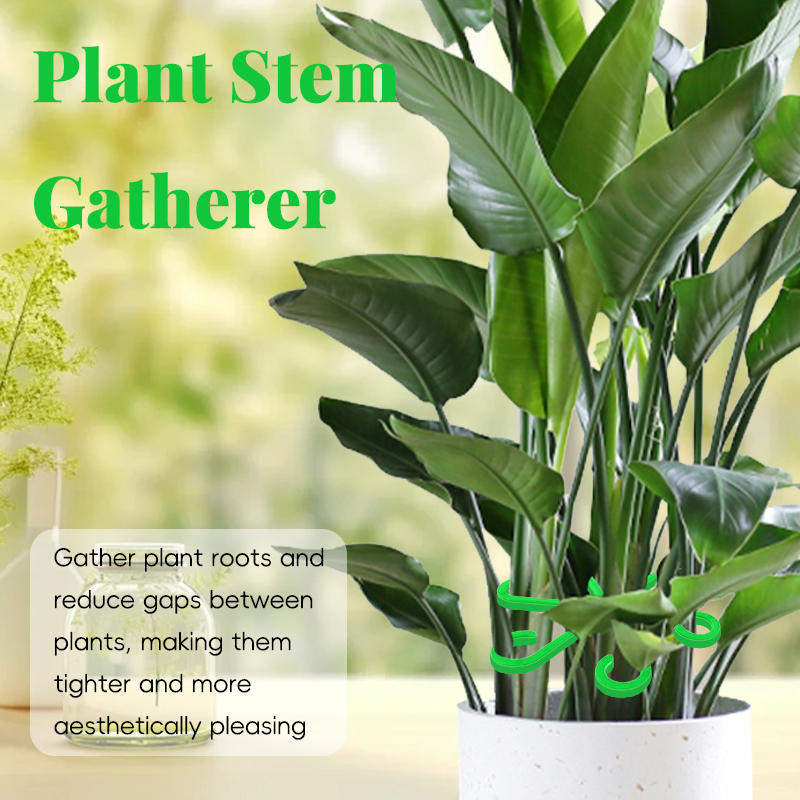 Plant Stem
Gatherer
Gather plant roots and
reduce gaps between
plants, making them
tighter and more
aesthetically pleasing